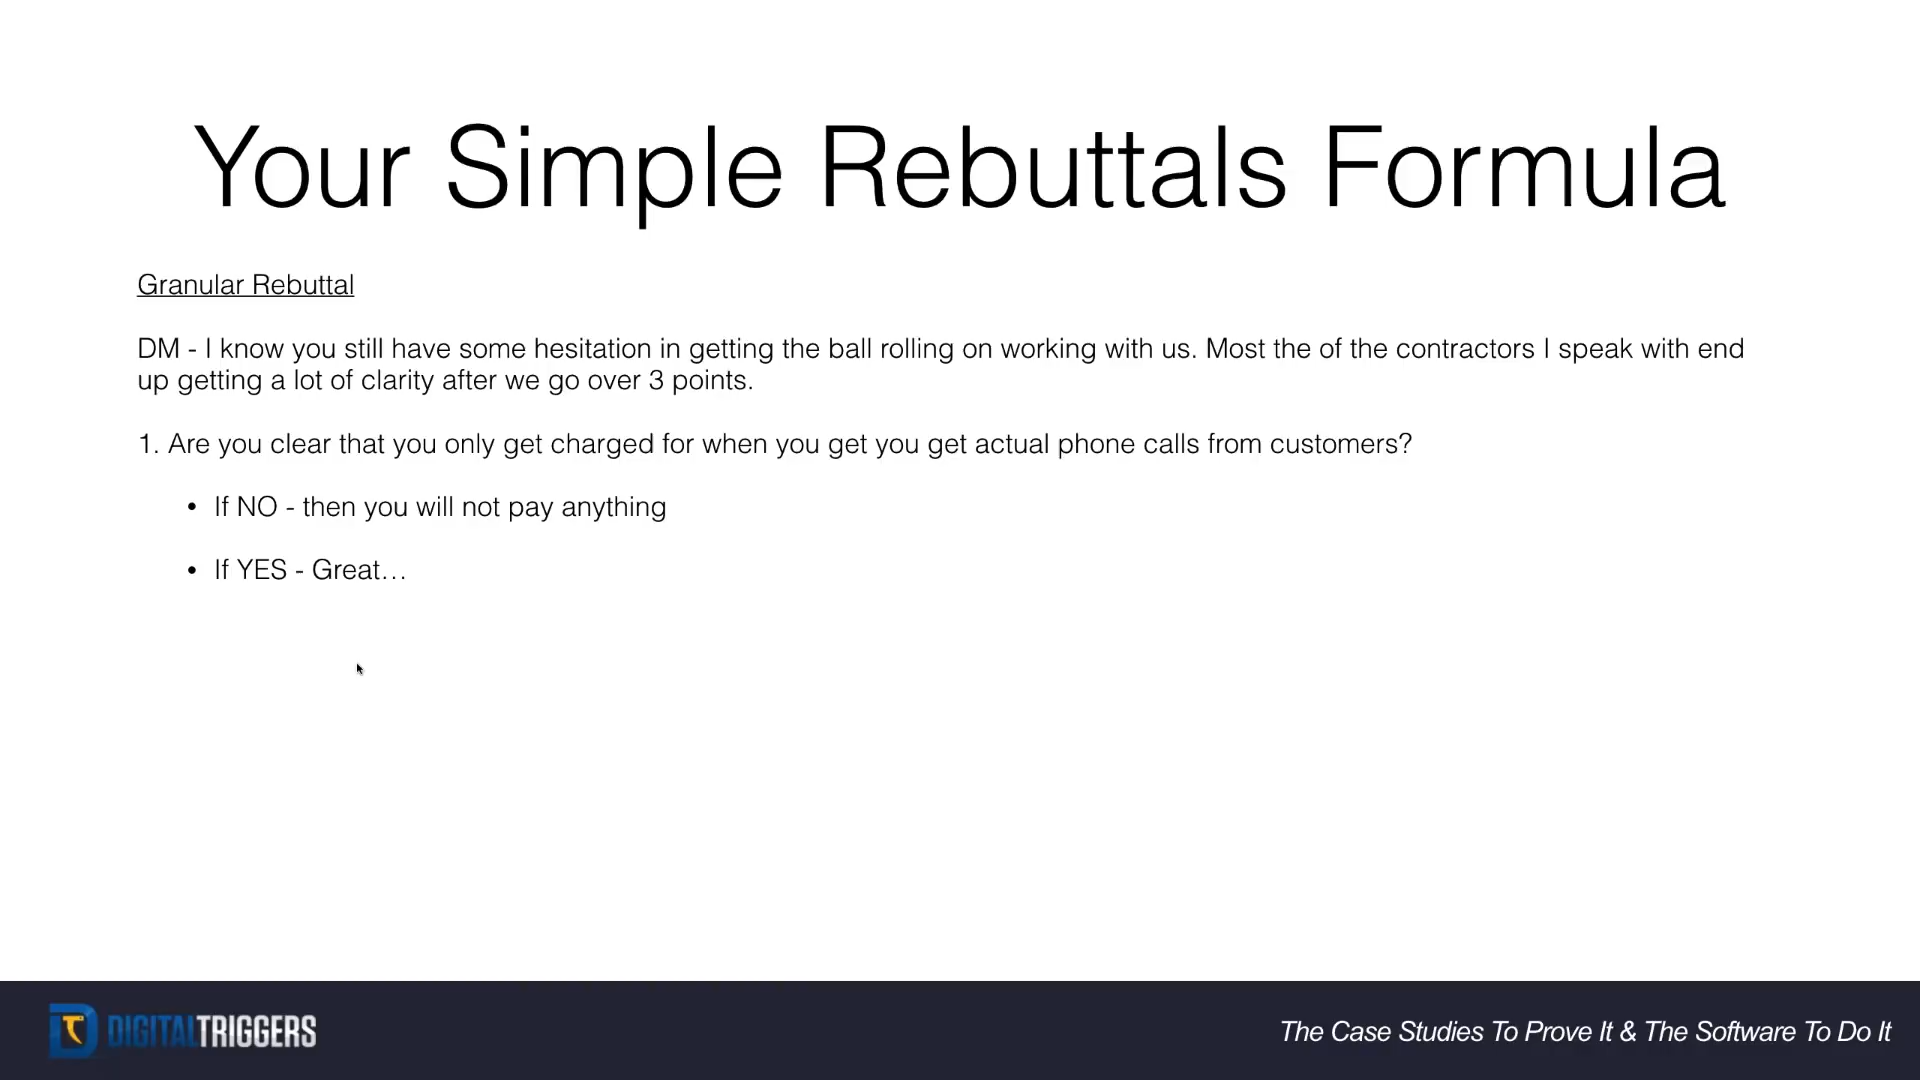 Your Simple Rebuttals Formula
Granular Rebuttal
DM - I know you still have some hesitation in getting the ball rolling on working with us. Most the of the contractors I speak with end
up getting a lot of clarity after we go over 3 points.
1. Are you clear that you only get charged for when you get you get actual phone calls from customers?
• If NO - then you will not pay anything
• If YES - Great…
DIGITALTRIGGERS
The Case Studies To Prove It & The Software To Do It